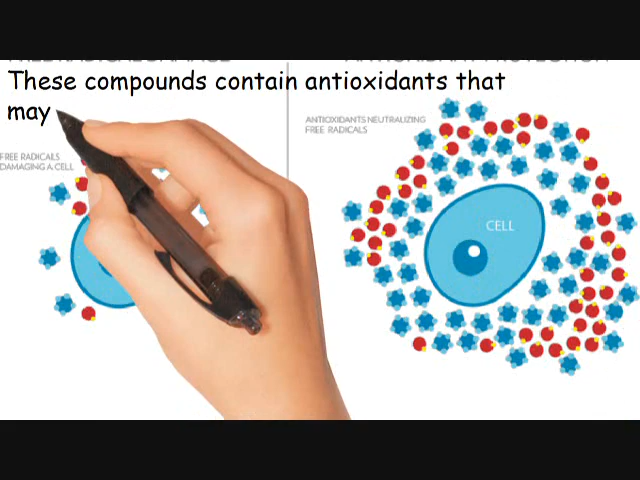 These compounds contain antioxidants that
may
ANTIOXIDANTS NEUTRALIZING
FREE RADICALS
FREE RADICALS
DAMAGING A CELL
CELL